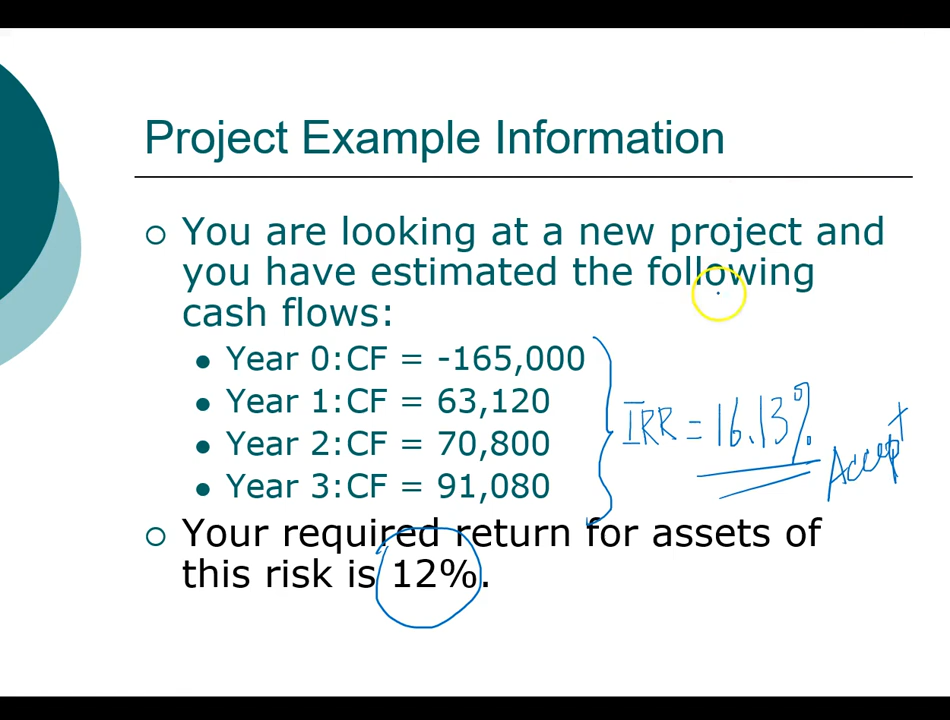 Project Example Information
You are looking at a new project and
you have estimated the following
cash flows:
Year 0:CF = -165,000
Year 1:CF = 63,120
Year 2:CF = 70,800
Year 3:CF = 91,080
IRR = 16.13%
Accept
Your required return for assets of
this risk is 12%.